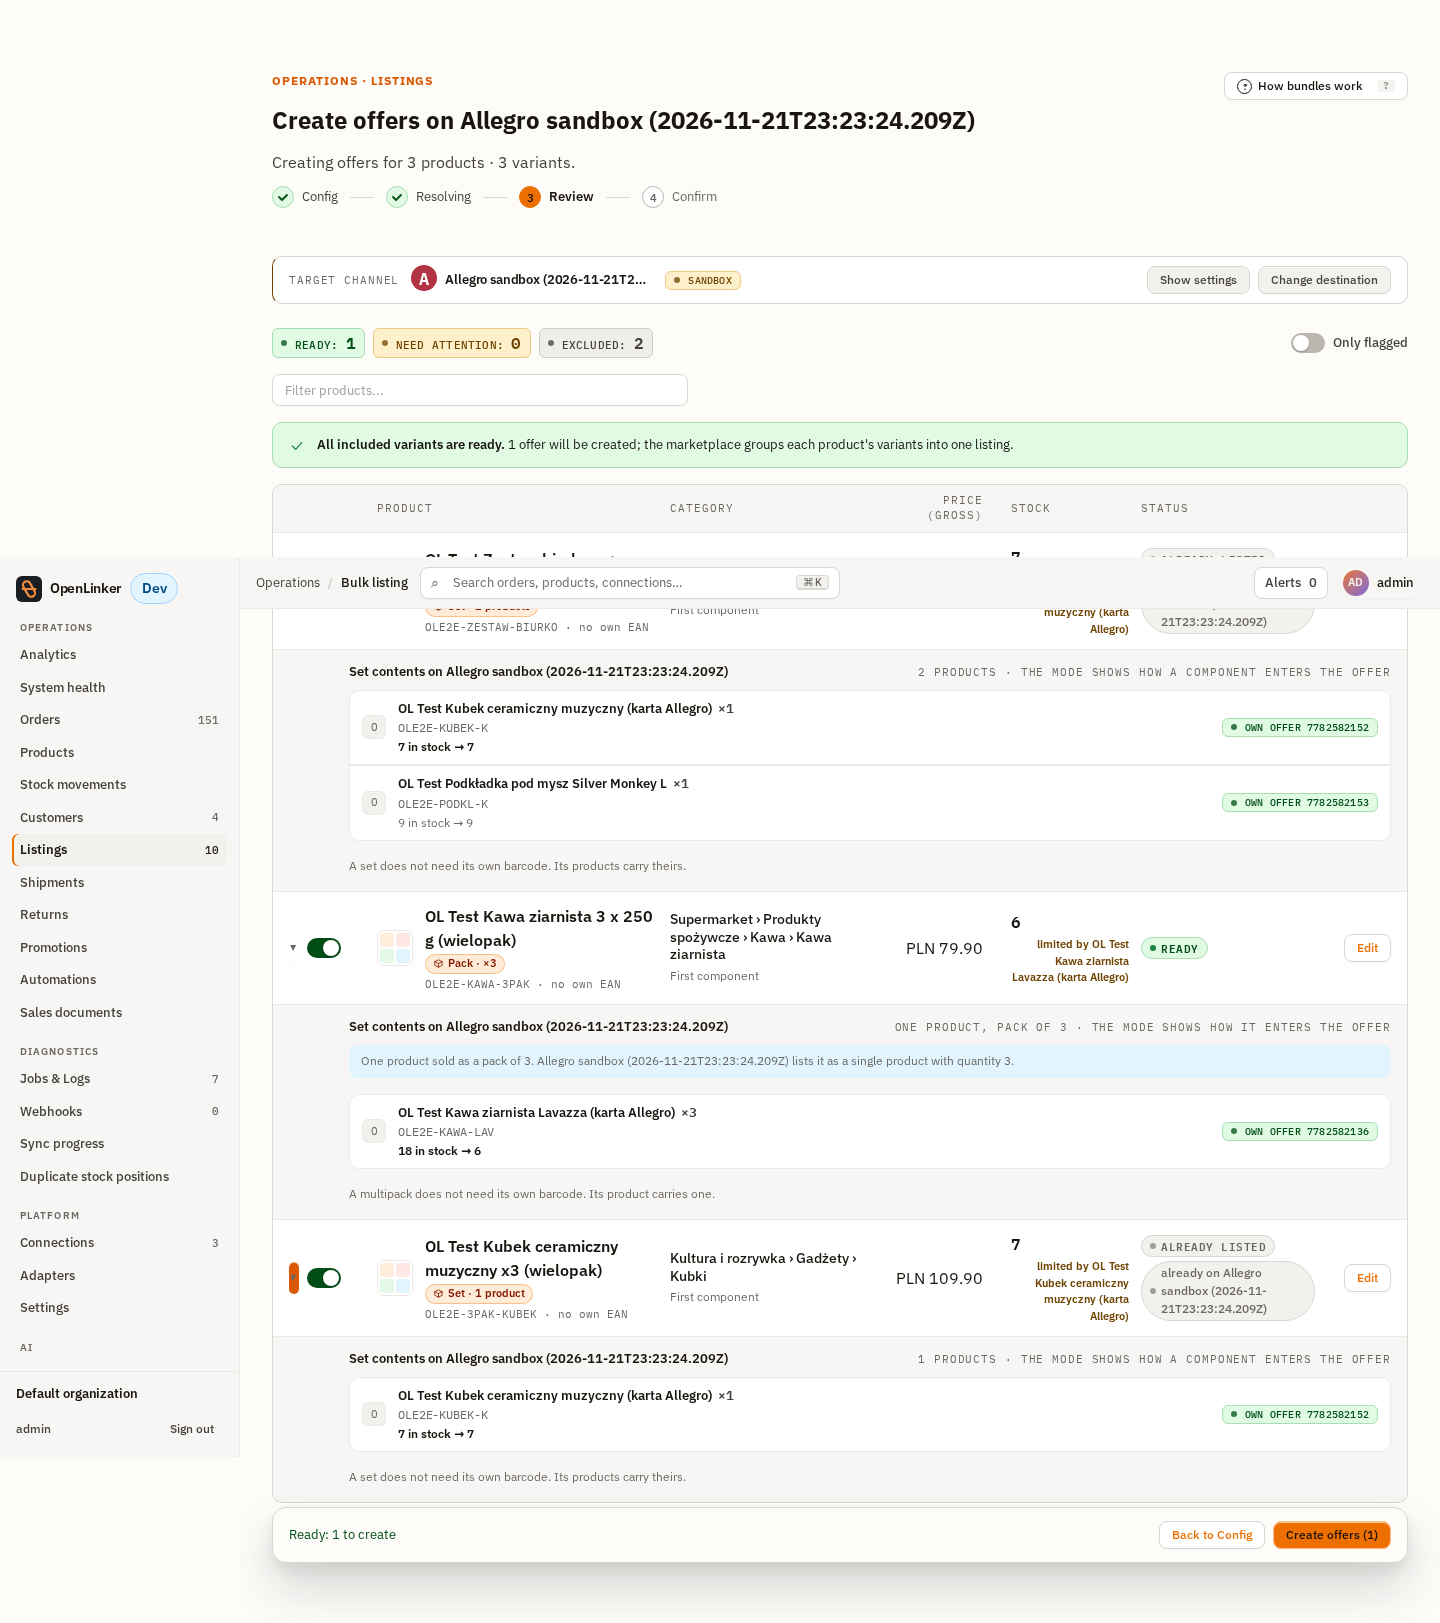 OPERATIONS · LISTINGS
How bundles work ?
Create offers on Allegro sandbox (2026-11-21T23:23:24.209Z)
Creating offers for 3 products · 3 variants.
Config
Resolving
3 Review
4 Confirm
TARGET CHANNEL
A
Allegro sandbox (2026-11-21T2...
SANDBOX
Show settings
Change destination
READY: 1
NEED ATTENTION: 0
EXCLUDED: 2
Only flagged
Filter products...
All included variants are ready. 1 offer will be created; the marketplace groups each product's variants into one listing.
PRODUCT
CATEGORY
PRICE
(GROSS)
STOCK
STATUS
OpenLinker Dev
Operations / Bulk listing
Search orders, products, connections... ⌘K
Alerts 0
AD admin
First component
muzyczny (karta
Allegro)
21T23:23:24.209Z)
OLE2E-ZESTAW-BIURKO · no own EAN
OPERATIONS
Analytics
System health
Orders 151
Products
Stock movements
Customers 4
Listings 10
Shipments
Returns
Promotions
Automations
Sales documents
DIAGNOSTICS
Jobs & Logs 7
Webhooks 0
Sync progress
Duplicate stock positions
PLATFORM
Connections 3
Adapters
Settings
AI
Default organization
admin
Sign out
Set contents on Allegro sandbox (2026-11-21T23:23:24.209Z)
2 PRODUCTS · THE MODE SHOWS HOW A COMPONENT ENTERS THE OFFER
O
OL Test Kubek ceramiczny muzyczny (karta Allegro) ×1
OLE2E-KUBEK-K
7 in stock → 7
OWN OFFER 7782582152
O
OL Test Podkładka pod mysz Silver Monkey L ×1
OLE2E-PODKL-K
9 in stock → 9
OWN OFFER 7782582153
A set does not need its own barcode. Its products carry theirs.
OL Test Kawa ziarnista 3 x 250
g (wielopak)
Pack · ×3
OLE2E-KAWA-3PAK · no own EAN
Supermarket › Produkty
spożywcze › Kawa › Kawa
ziarnista
First component
PLN 79.90
6
limited by OL Test
Kawa ziarnista
Lavazza (karta Allegro)
READY
Edit
Set contents on Allegro sandbox (2026-11-21T23:23:24.209Z)
ONE PRODUCT, PACK OF 3 · THE MODE SHOWS HOW IT ENTERS THE OFFER
One product sold as a pack of 3. Allegro sandbox (2026-11-21T23:23:24.209Z) lists it as a single product with quantity 3.
O
OL Test Kawa ziarnista Lavazza (karta Allegro) ×3
OLE2E-KAWA-LAV
18 in stock → 6
OWN OFFER 7782582136
A multipack does not need its own barcode. Its product carries one.
OL Test Kubek ceramiczny
muzyczny x3 (wielopak)
Set · 1 product
OLE2E-3PAK-KUBEK · no own EAN
Kultura i rozrywka › Gadżety ›
Kubki
First component
PLN 109.90
7
limited by OL Test
Kubek ceramiczny
muzyczny (karta
Allegro)
ALREADY LISTED
already on Allegro
sandbox (2026-11-
21T23:23:24.209Z)
Edit
Set contents on Allegro sandbox (2026-11-21T23:23:24.209Z)
1 PRODUCTS · THE MODE SHOWS HOW A COMPONENT ENTERS THE OFFER
O
OL Test Kubek ceramiczny muzyczny (karta Allegro) ×1
OLE2E-KUBEK-K
7 in stock → 7
OWN OFFER 7782582152
A set does not need its own barcode. Its products carry theirs.
Ready: 1 to create
Back to Config
Create offers (1)